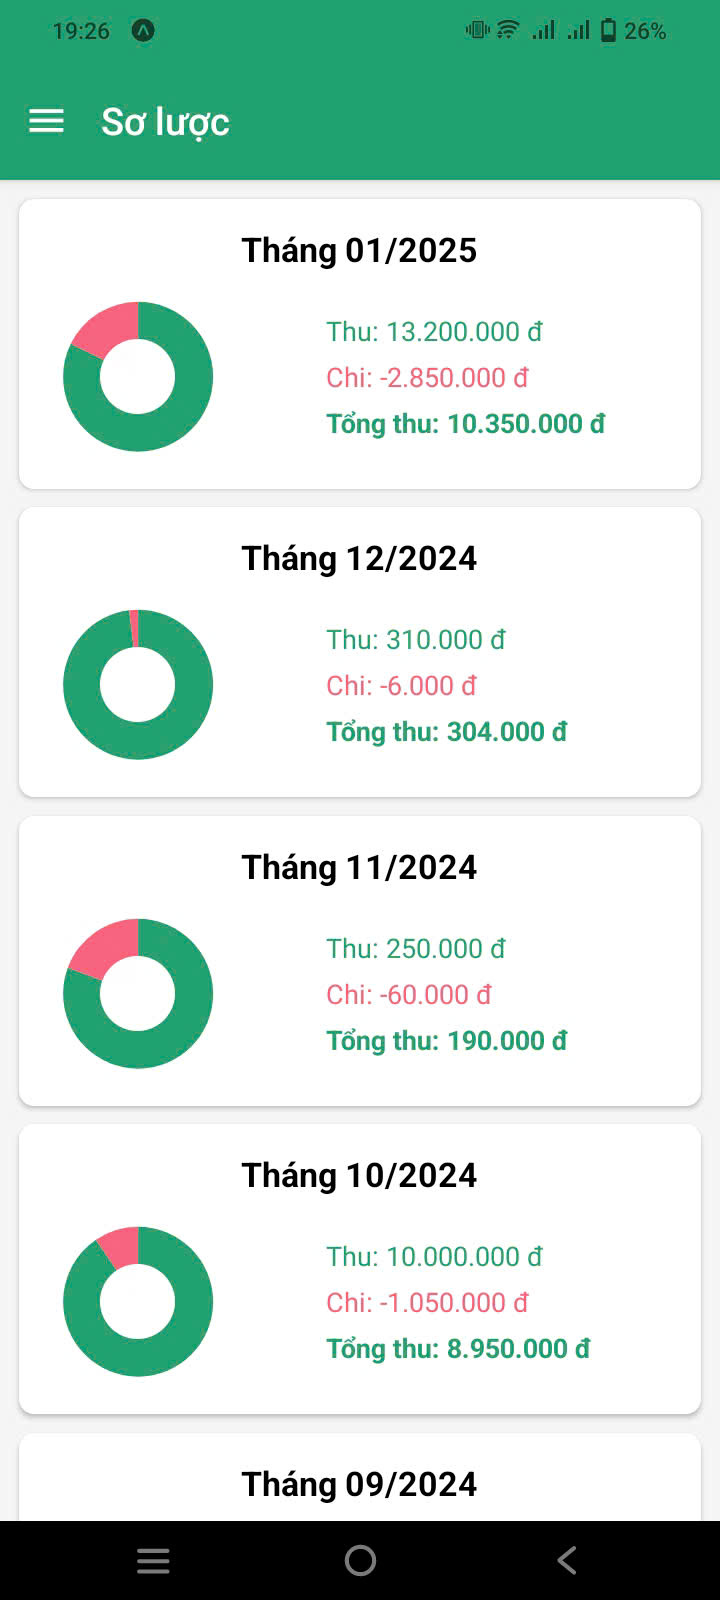 19:26 26%
Sơ lược
Tháng 01/2025
Thu: 13.200.000 đ
Chi: -2.850.000 đ
Tổng thu: 10.350.000 đ
Tháng 12/2024
Thu: 310.000 đ
Chi: -6.000 đ
Tổng thu: 304.000 đ
Tháng 11/2024
Thu: 250.000 đ
Chi: -60.000 đ
Tổng thu: 190.000 đ
Tháng 10/2024
Thu: 10.000.000 đ
Chi: -1.050.000 đ
Tổng thu: 8.950.000 đ
Tháng 09/2024